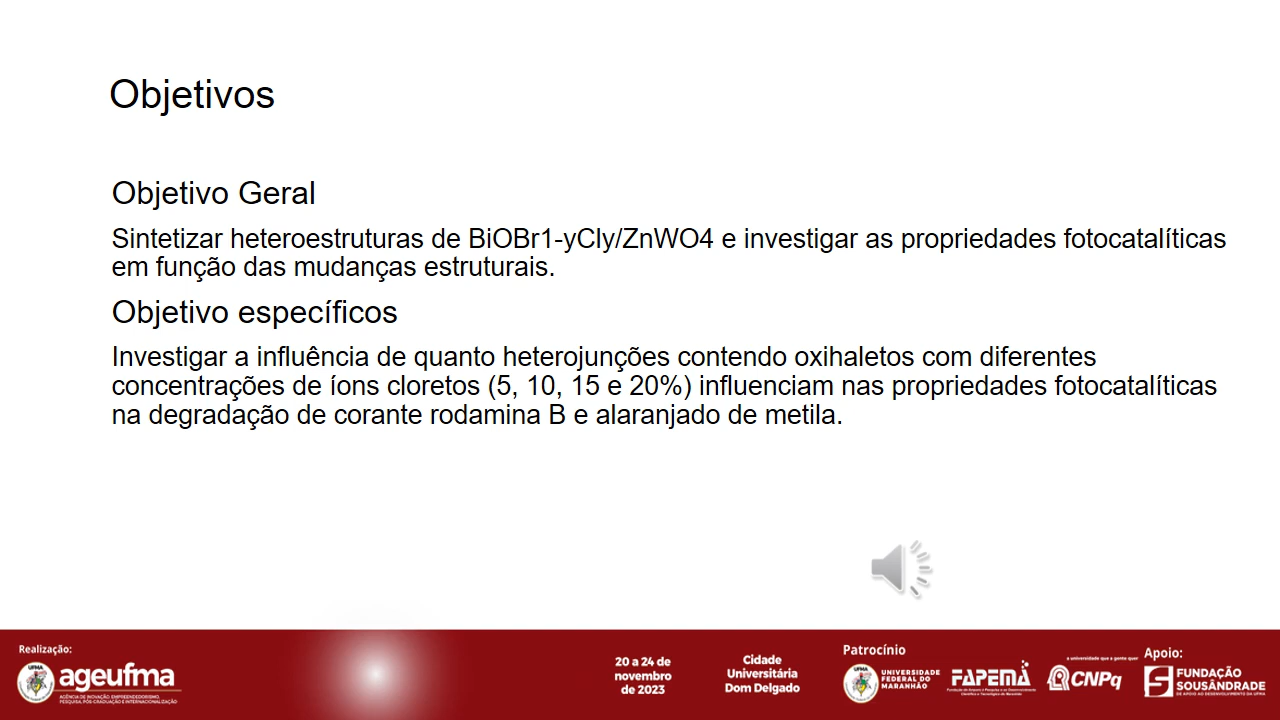 Objetivos
Objetivo Geral
Sintetizar heteroestruturas de BiOBr1-yCly/ZnWO4 e investigar as propriedades fotocatalíticas
em função das mudanças estruturais.
Objetivo específicos
Investigar a influência de quanto heterojunções contendo oxihaletos com diferentes
concentrações de íons cloretos (5, 10, 15 e 20%) influenciam nas propriedades fotocatalíticas
na degradação de corante rodamina B e alaranjado de metila.
Realização:
UFMA
ageufma
AGÊNCIA DE INOVAÇÃO, EMPREENDEDORISMO,
PESQUISA, PÓS-GRADUAÇÃO E INTERNACIONALIZAÇÃO
20 a 24 de
novembro
de 2023
Cidade
Universitária
Dom Delgado
Patrocínio
UFMA
UNIVERSIDADE
FEDERAL DO
MARANHÃO
FAPEMA
Fundação de Amparo à Pesquisa e ao Desenvolvimento
Científico e Tecnológico do Maranhão
a universidade que a gente quer
CNPq
Apoio:
FUNDAÇÃO
SOUSÂNDRADE
DE APOIO AO DESENVOLVIMENTO DA UFMA